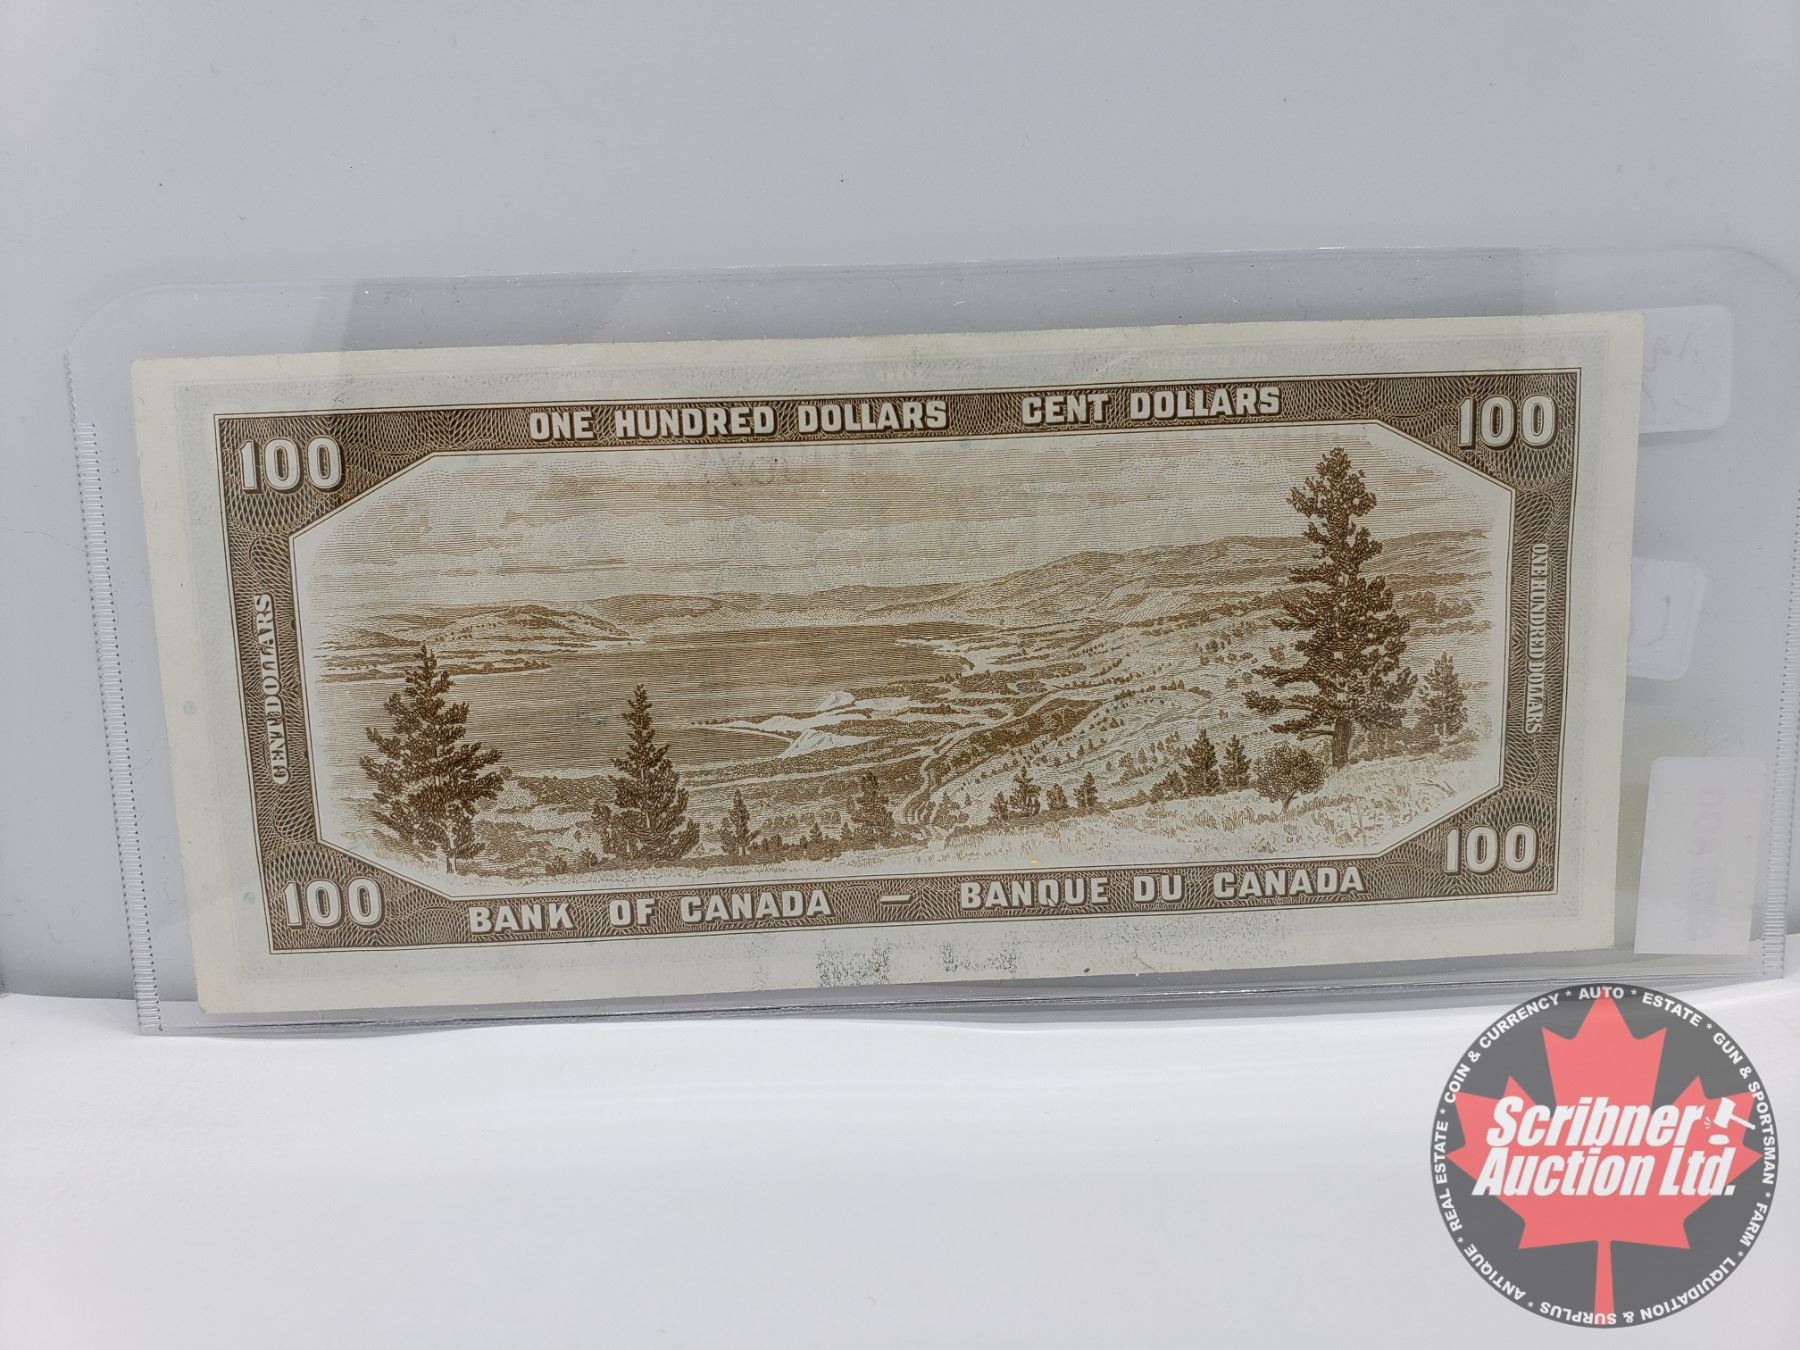 ONE HUNDRED DOLLARS CENT DOLLARS
100 100
CENT DOLLARS
ONE HUNDRED DOLLARS
100 100
BANK OF CANADA — BANQUE DU CANADA
COIN & CURRENCY * AUTO * ESTATE * GUN & SPORTSMAN * FARM * LIQUIDATION & SURPLUS * ANTIQUE * REAL ESTATE *
Scribner
Auction Ltd.